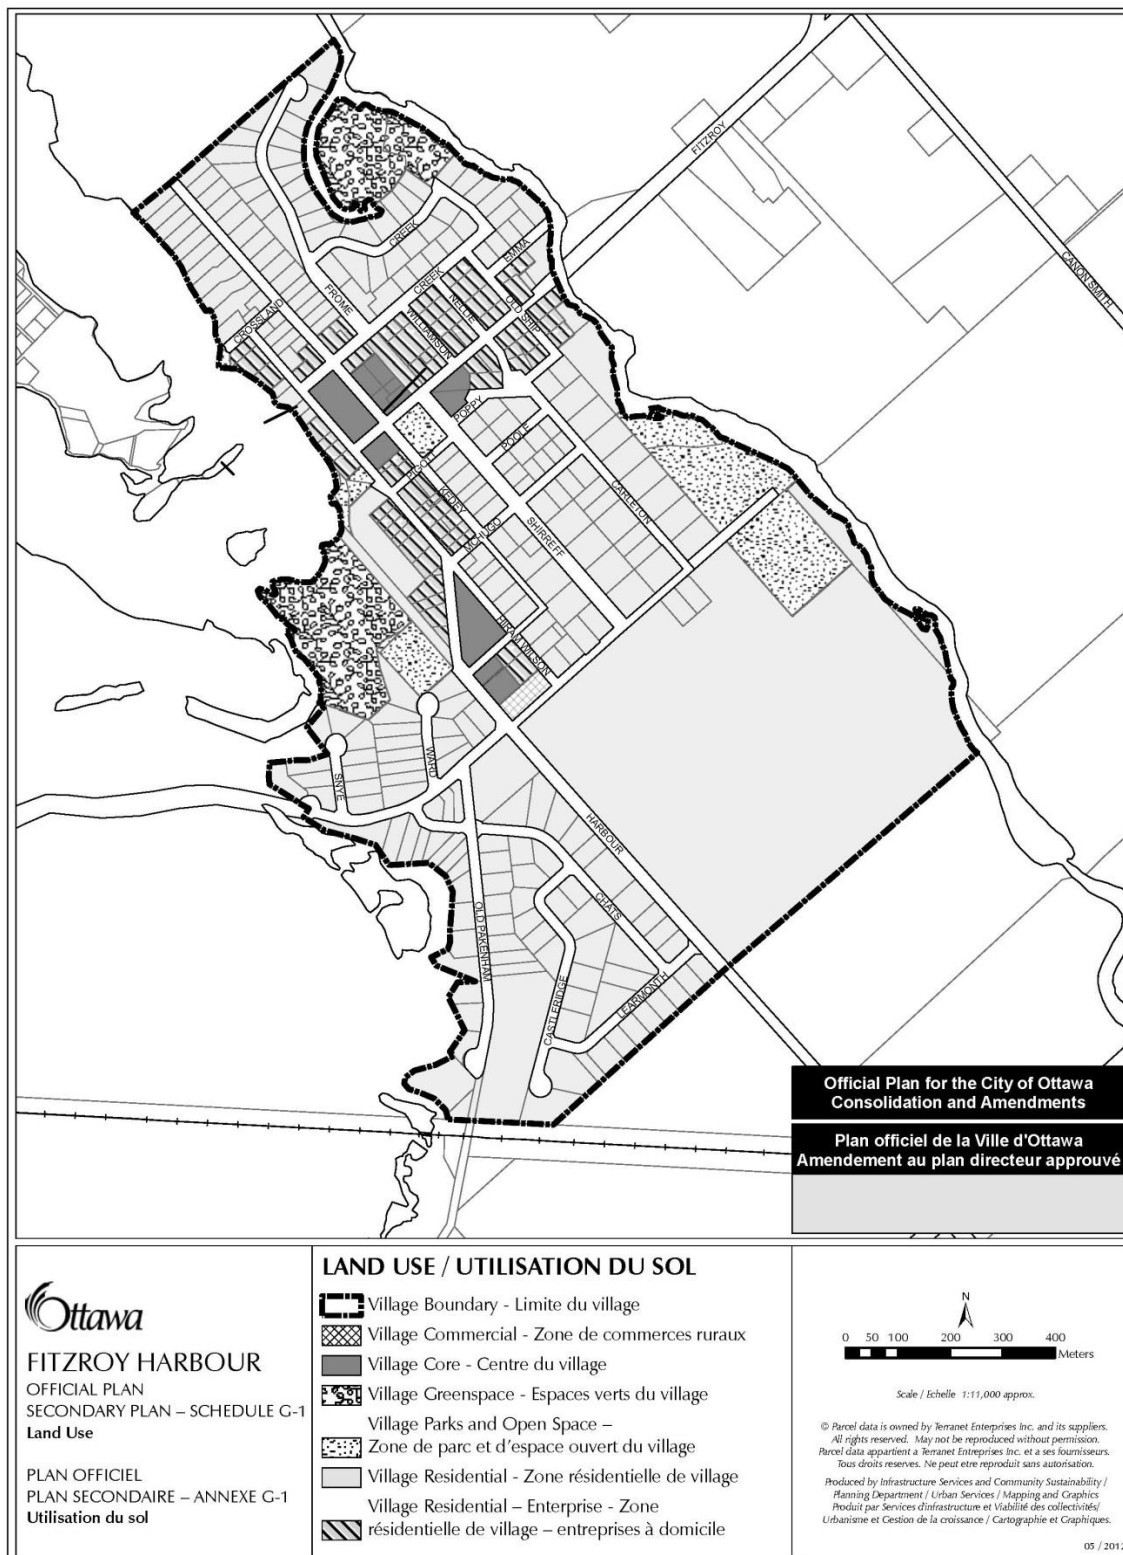 FITZROY
CANON SMITH
CREEK
EMMA
CREEK
FROME
NELLIE
OLD SHIP
CROSSLAND
WILLIAMSON
POPPY
POOLE
PIGOTT
KEDEY
CARLETON
MCHUGO
SHIRREFF
HIRAM WILSON
WARD
SNYE
HARBOUR
CHATS
OLD PAKENHAM
CASTLERIDGE
LEARMONTH
Official Plan for the City of Ottawa
Consolidation and Amendments
Plan officiel de la Ville d'Ottawa
Amendement au plan directeur approuvé
Ottawa
FITZROY HARBOUR
OFFICIAL PLAN
SECONDARY PLAN – SCHEDULE G-1
Land Use
PLAN OFFICIEL
PLAN SECONDAIRE – ANNEXE G-1
Utilisation du sol
LAND USE / UTILISATION DU SOL
Village Boundary - Limite du village
Village Commercial - Zone de commerces ruraux
Village Core - Centre du village
Village Greenspace - Espaces verts du village
Village Parks and Open Space –
Zone de parc et d'espace ouvert du village
Village Residential - Zone résidentielle de village
Village Residential – Enterprise - Zone
résidentielle de village – entreprises à domicile
N
0 50 100 200 300 400
Meters
Scale / Echelle 1:11,000 approx.
© Parcel data is owned by Terranet Enterprises Inc. and its suppliers.
All rights reserved. May not be reproduced without permission.
Parcel data appartient a Terranet Entreprises Inc. et a ses fournisseurs.
Tous droits reserves. Ne peut etre reproduit sans autorisation.
Produced by Infrastructure Services and Community Sustainability /
Planning Department / Urban Services / Mapping and Graphics
Produit par Services d'infrastructure et Viabilité des collectivités/
Urbanisme et Gestion de la croissance / Cartographie et Graphiques.
05 / 2012